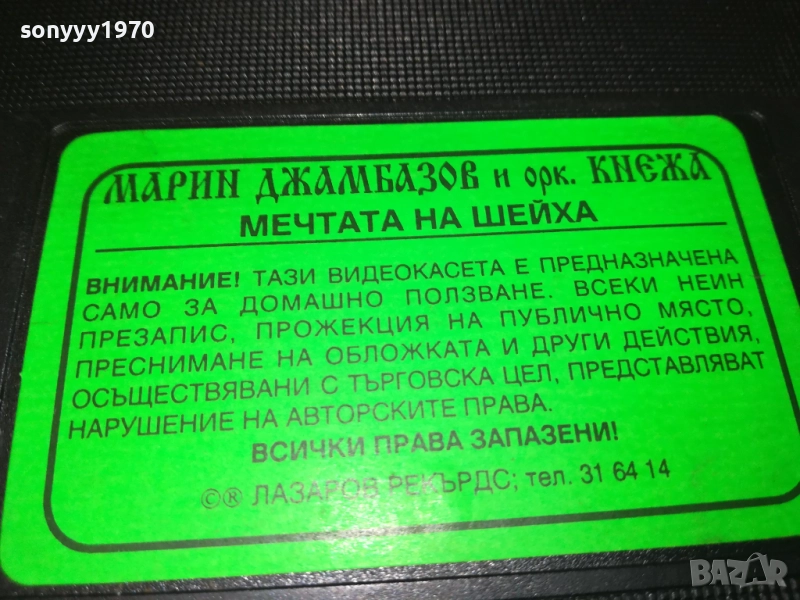 sonyyy1970
МАРИН ДЖАМБАЗОВ и орк. КНЕЖА
МЕЧТАТА НА ШЕЙХА
ВНИМАНИЕ! ТАЗИ ВИДЕОКАСЕТА Е ПРЕДНАЗНАЧЕНА
САМО ЗА ДОМАШНО ПОЛЗВАНЕ. ВСЕКИ НЕИН
ПРЕЗАПИС, ПРОЖЕКЦИЯ НА ПУБЛИЧНО МЯСТО,
ПРЕСНИМАНЕ НА ОБЛОЖКАТА И ДРУГИ ДЕЙСТВИЯ,
ОСЪЩЕСТВЯВАНИ С ТЪРГОВСКА ЦЕЛ, ПРЕДСТАВЛЯВАТ
НАРУШЕНИЕ НА АВТОРСКИТЕ ПРАВА.
ВСИЧКИ ПРАВА ЗАПАЗЕНИ!
©® ЛАЗАРОВ РЕКЪРДС; тел. 31 64 14
BAZAR